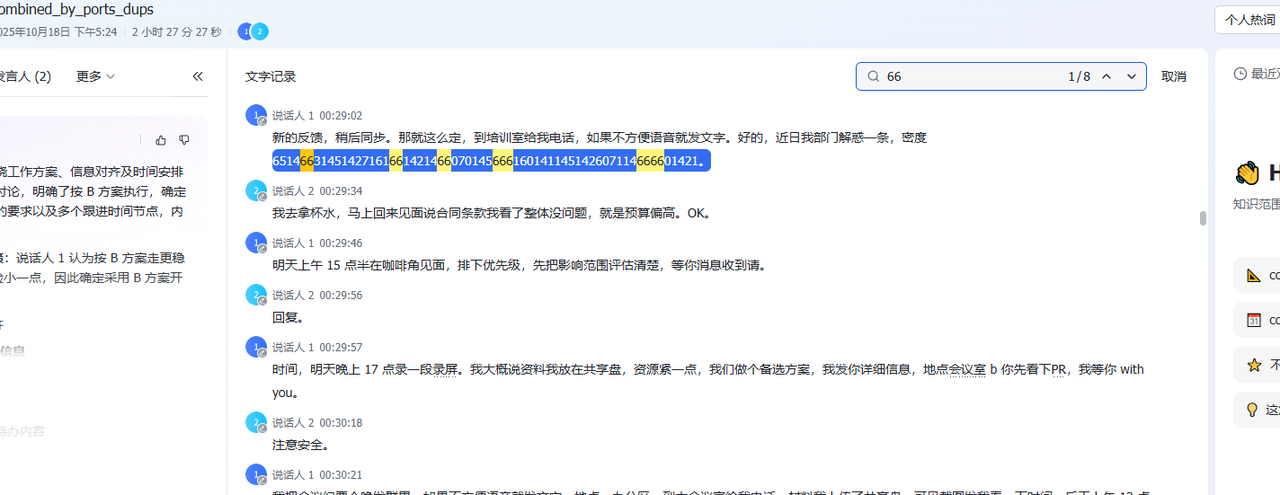 ombined_by_ports_dups
025年10月18日 下午5:24 2 小时 27 分 27 秒 1 2
个人热词
发言人 (2) 更多
文字记录
66 1/8 取消
最近
说话人 1 00:29:02
新的反馈，稍后同步。那就这么定，到培训室给我电话，如果不方便语音就发文字。好的，近日我部门解惑一条，密度
65146631451427161661421466070145666160141145142607114666601421。
绕工作方案、信息对齐及时间安排
讨论，明确了按 B 方案执行，确定
的要求以及多个跟进时间节点，内
说话人 2 00:29:34
我去拿杯水，马上回来见面说合同条款我看了整体没问题，就是预算偏高。OK。
H
知识范围
：说话人 1 认为按 B 方案走更稳
险小一点，因此确定采用 B 方案开
说话人 1 00:29:46
明天上午 15 点半在咖啡角见面，排下优先级，先把影响范围评估清楚，等你消息收到请。
co
说话人 2 00:29:56
回复。
co
信息
说话人 1 00:29:57
时间，明天晚上 17 点录一段录屏。我大概说资料我放在共享盘，资源紧一点，我们做个备选方案，我发你详细信息，地点会议室 b 你先看下PR，我等你 with
you。
不
这
待办内容
说话人 2 00:30:18
注意安全。
说话人 1 00:30:21